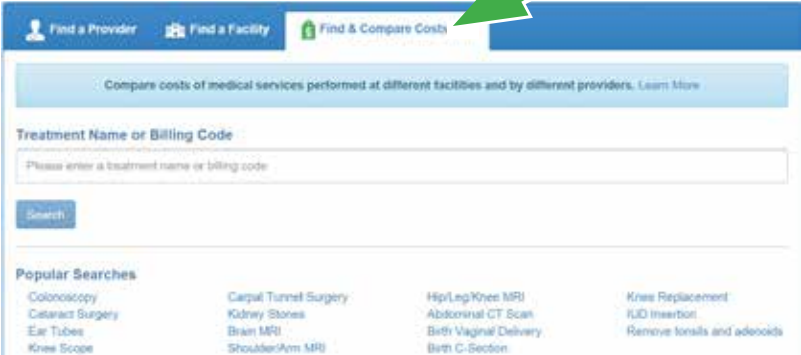 Find a Provider Find a Facility Find & Compare Costs
Compare costs of medical services performed at different facilities and by different providers. Learn More
Treatment Name or Billing Code
Please enter a treatment name or billing code
Search
Popular Searches
Colonoscopy Carpal Tunnel Surgery Hip/Leg/Knee MRI Knee Replacement
Cataract Surgery Kidney Stones Abdominal CT Scan IUD Insertion
Ear Tubes Brain MRI Birth Vaginal Delivery Remove tonsils and adenoids
Knee Scope Shoulder/Arm MRI Birth C-Section